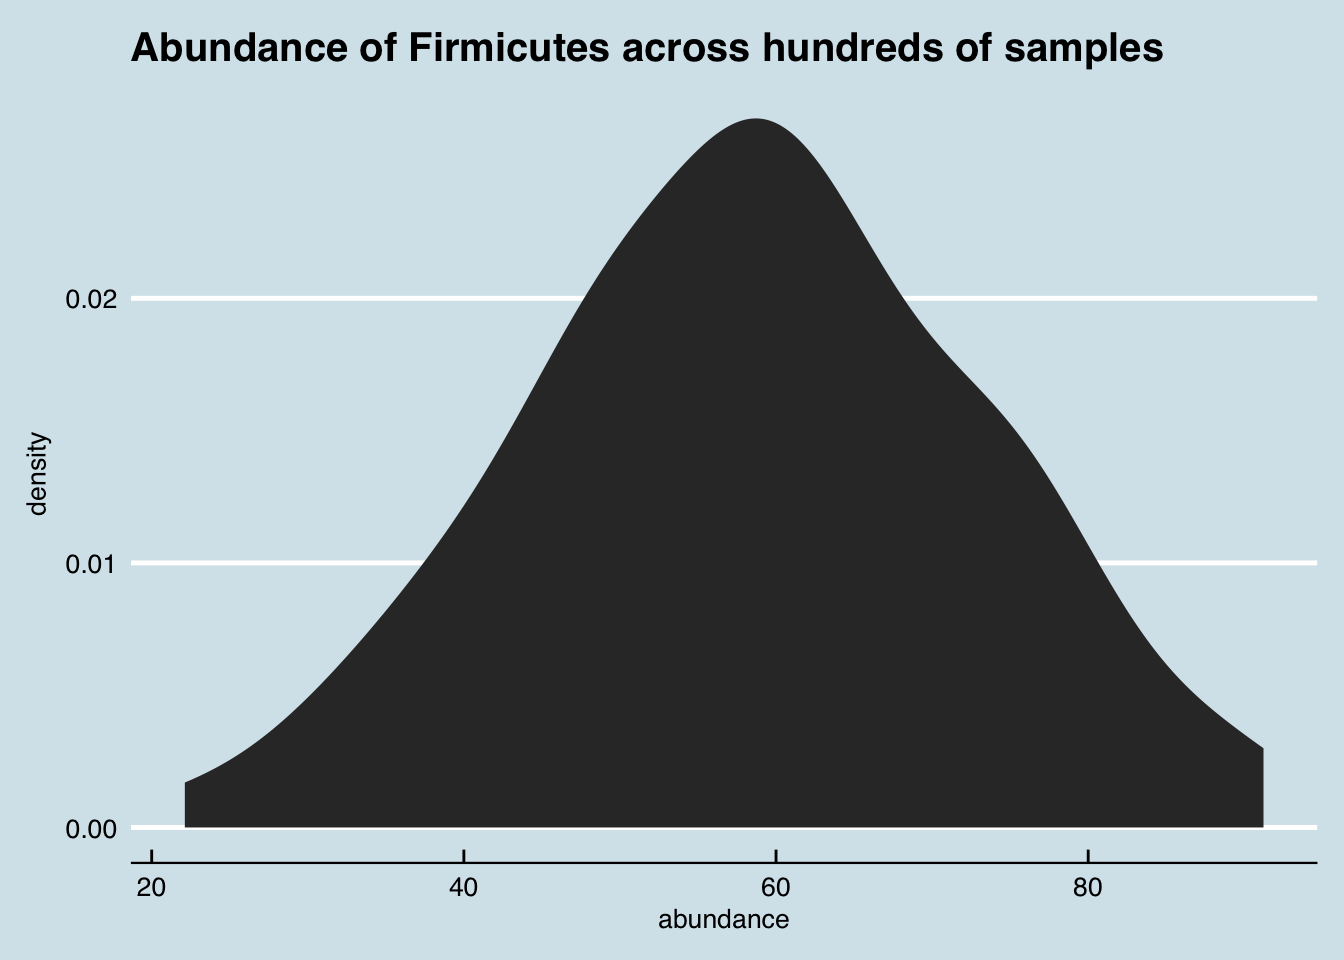 Abundance of Firmicutes across hundreds of samples
0.02
density
0.01
0.00
20 40 60 80
abundance